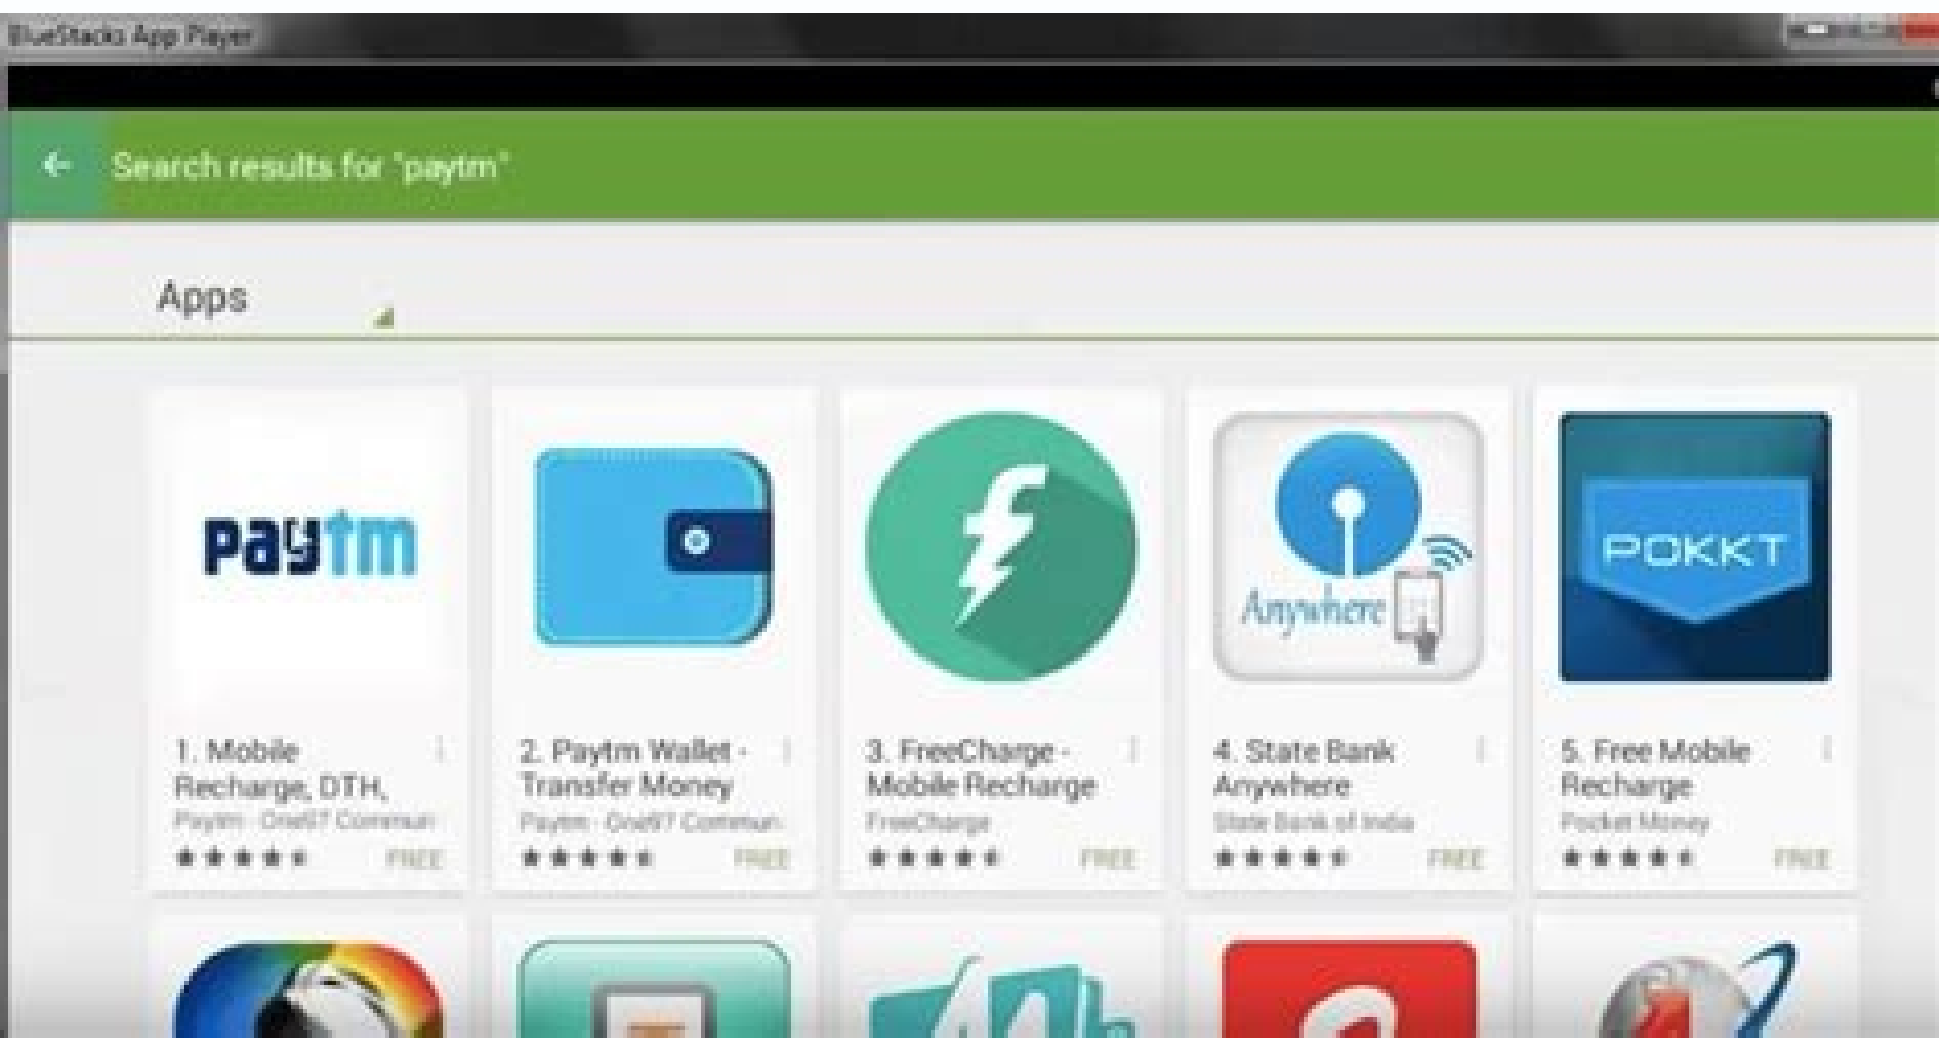 BlueStacks App Player
Search results for "paytm"
Apps
paytm
Anywhere
POKKT
1. Mobile
Recharge, DTH,
Paytm - One97 Commun
FREE
2. Paytm Wallet -
Transfer Money
Paytm - One97 Commun
FREE
3. FreeCharge -
Mobile Recharge
FreeCharge
FREE
4. State Bank
Anywhere
State Bank of India
FREE
5. Free Mobile
Recharge
Pocket Money
FREE